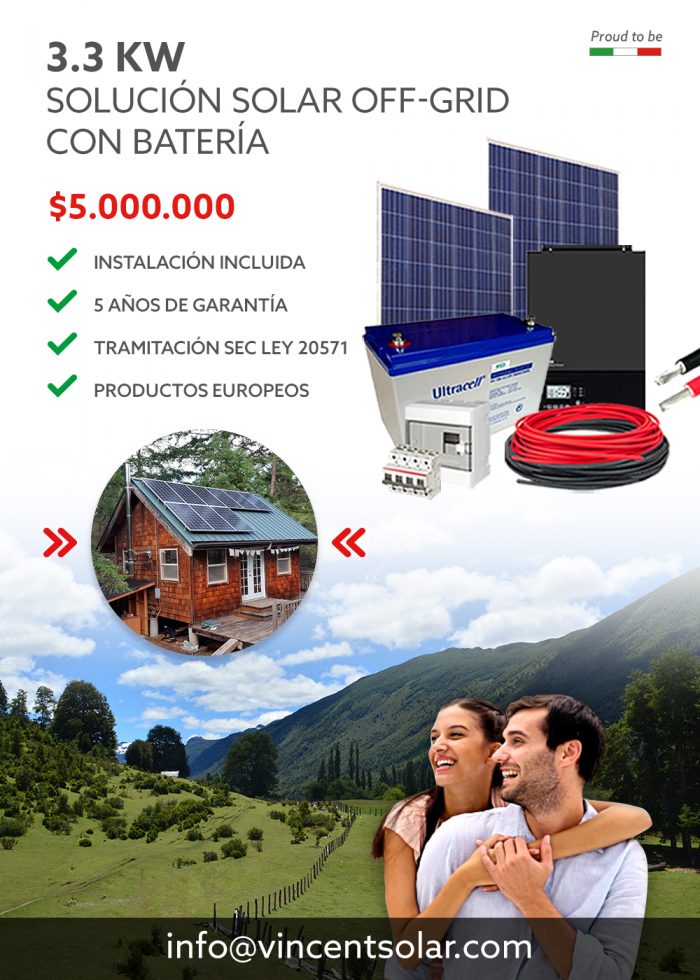 Proud to be
3.3 KW
SOLUCIÓN SOLAR OFF-GRID
CON BATERÍA
$5.000.000
INSTALACIÓN INCLUIDA
5 AÑOS DE GARANTÍA
TRAMITACIÓN SEC LEY 20571
PRODUCTOS EUROPEOS
Ultracell
info@vincentsolar.com